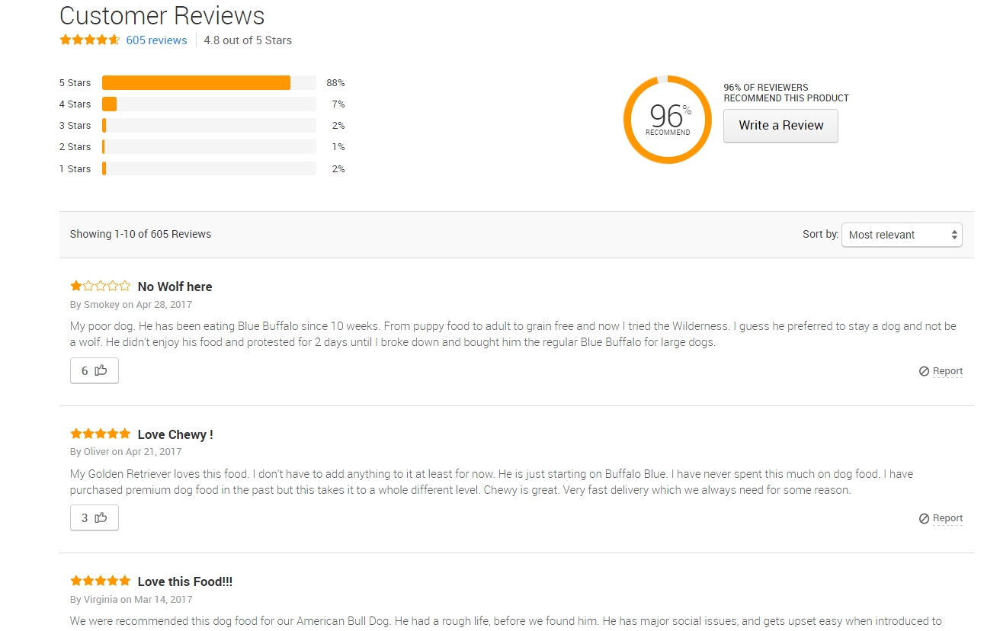 Customer Reviews
605 reviews 4.8 out of 5 Stars
5 Stars 88%
4 Stars 7%
3 Stars 2%
2 Stars 1%
1 Stars 2%
96%
RECOMMEND
96% OF REVIEWERS
RECOMMEND THIS PRODUCT
Write a Review
Showing 1-10 of 605 Reviews
Sort by: Most relevant
No Wolf here
By Smokey on Apr 28, 2017
My poor dog. He has been eating Blue Buffalo since 10 weeks. From puppy food to adult to grain free and now I tried the Wilderness. I guess he preferred to stay a dog and not be
a wolf. He didn't enjoy his food and protested for 2 days until I broke down and bought him the regular Blue Buffalo for large dogs.
6
Report
Love Chewy !
By Oliver on Apr 21, 2017
My Golden Retriever loves this food. I don't have to add anything to it at least for now. He is just starting on Buffalo Blue. I have never spent this much on dog food. I have
purchased premium dog food in the past but this takes it to a whole different level. Chewy is great. Very fast delivery which we always need for some reason.
3
Report
Love this Food!!!
By Virginia on Mar 14, 2017
We were recommended this dog food for our American Bull Dog. He had a rough life, before we found him. He has major social issues, and gets upset easy when introduced to